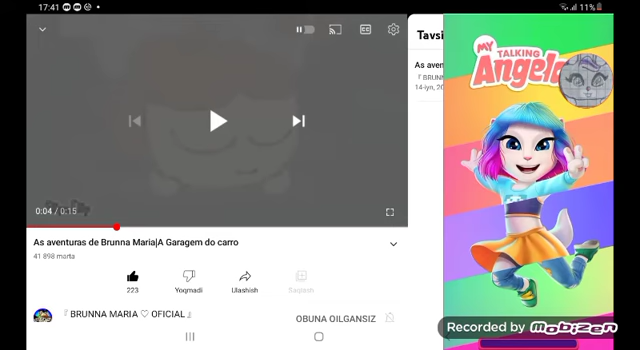 17:41
11%
Tavsi
As aven
『 BRUNN
14-iyn, 20
MY
TALKING
Angela
0:04 / 0:15
As aventuras de Brunna Maria|A Garagem do carro
41 898 marta
223
Yoqmadi
Ulashish
Saqlash
『 BRUNNA MARIA ♡ OFICIAL 』
OBUNA OILGANSIZ
Recorded by MOBIZEN